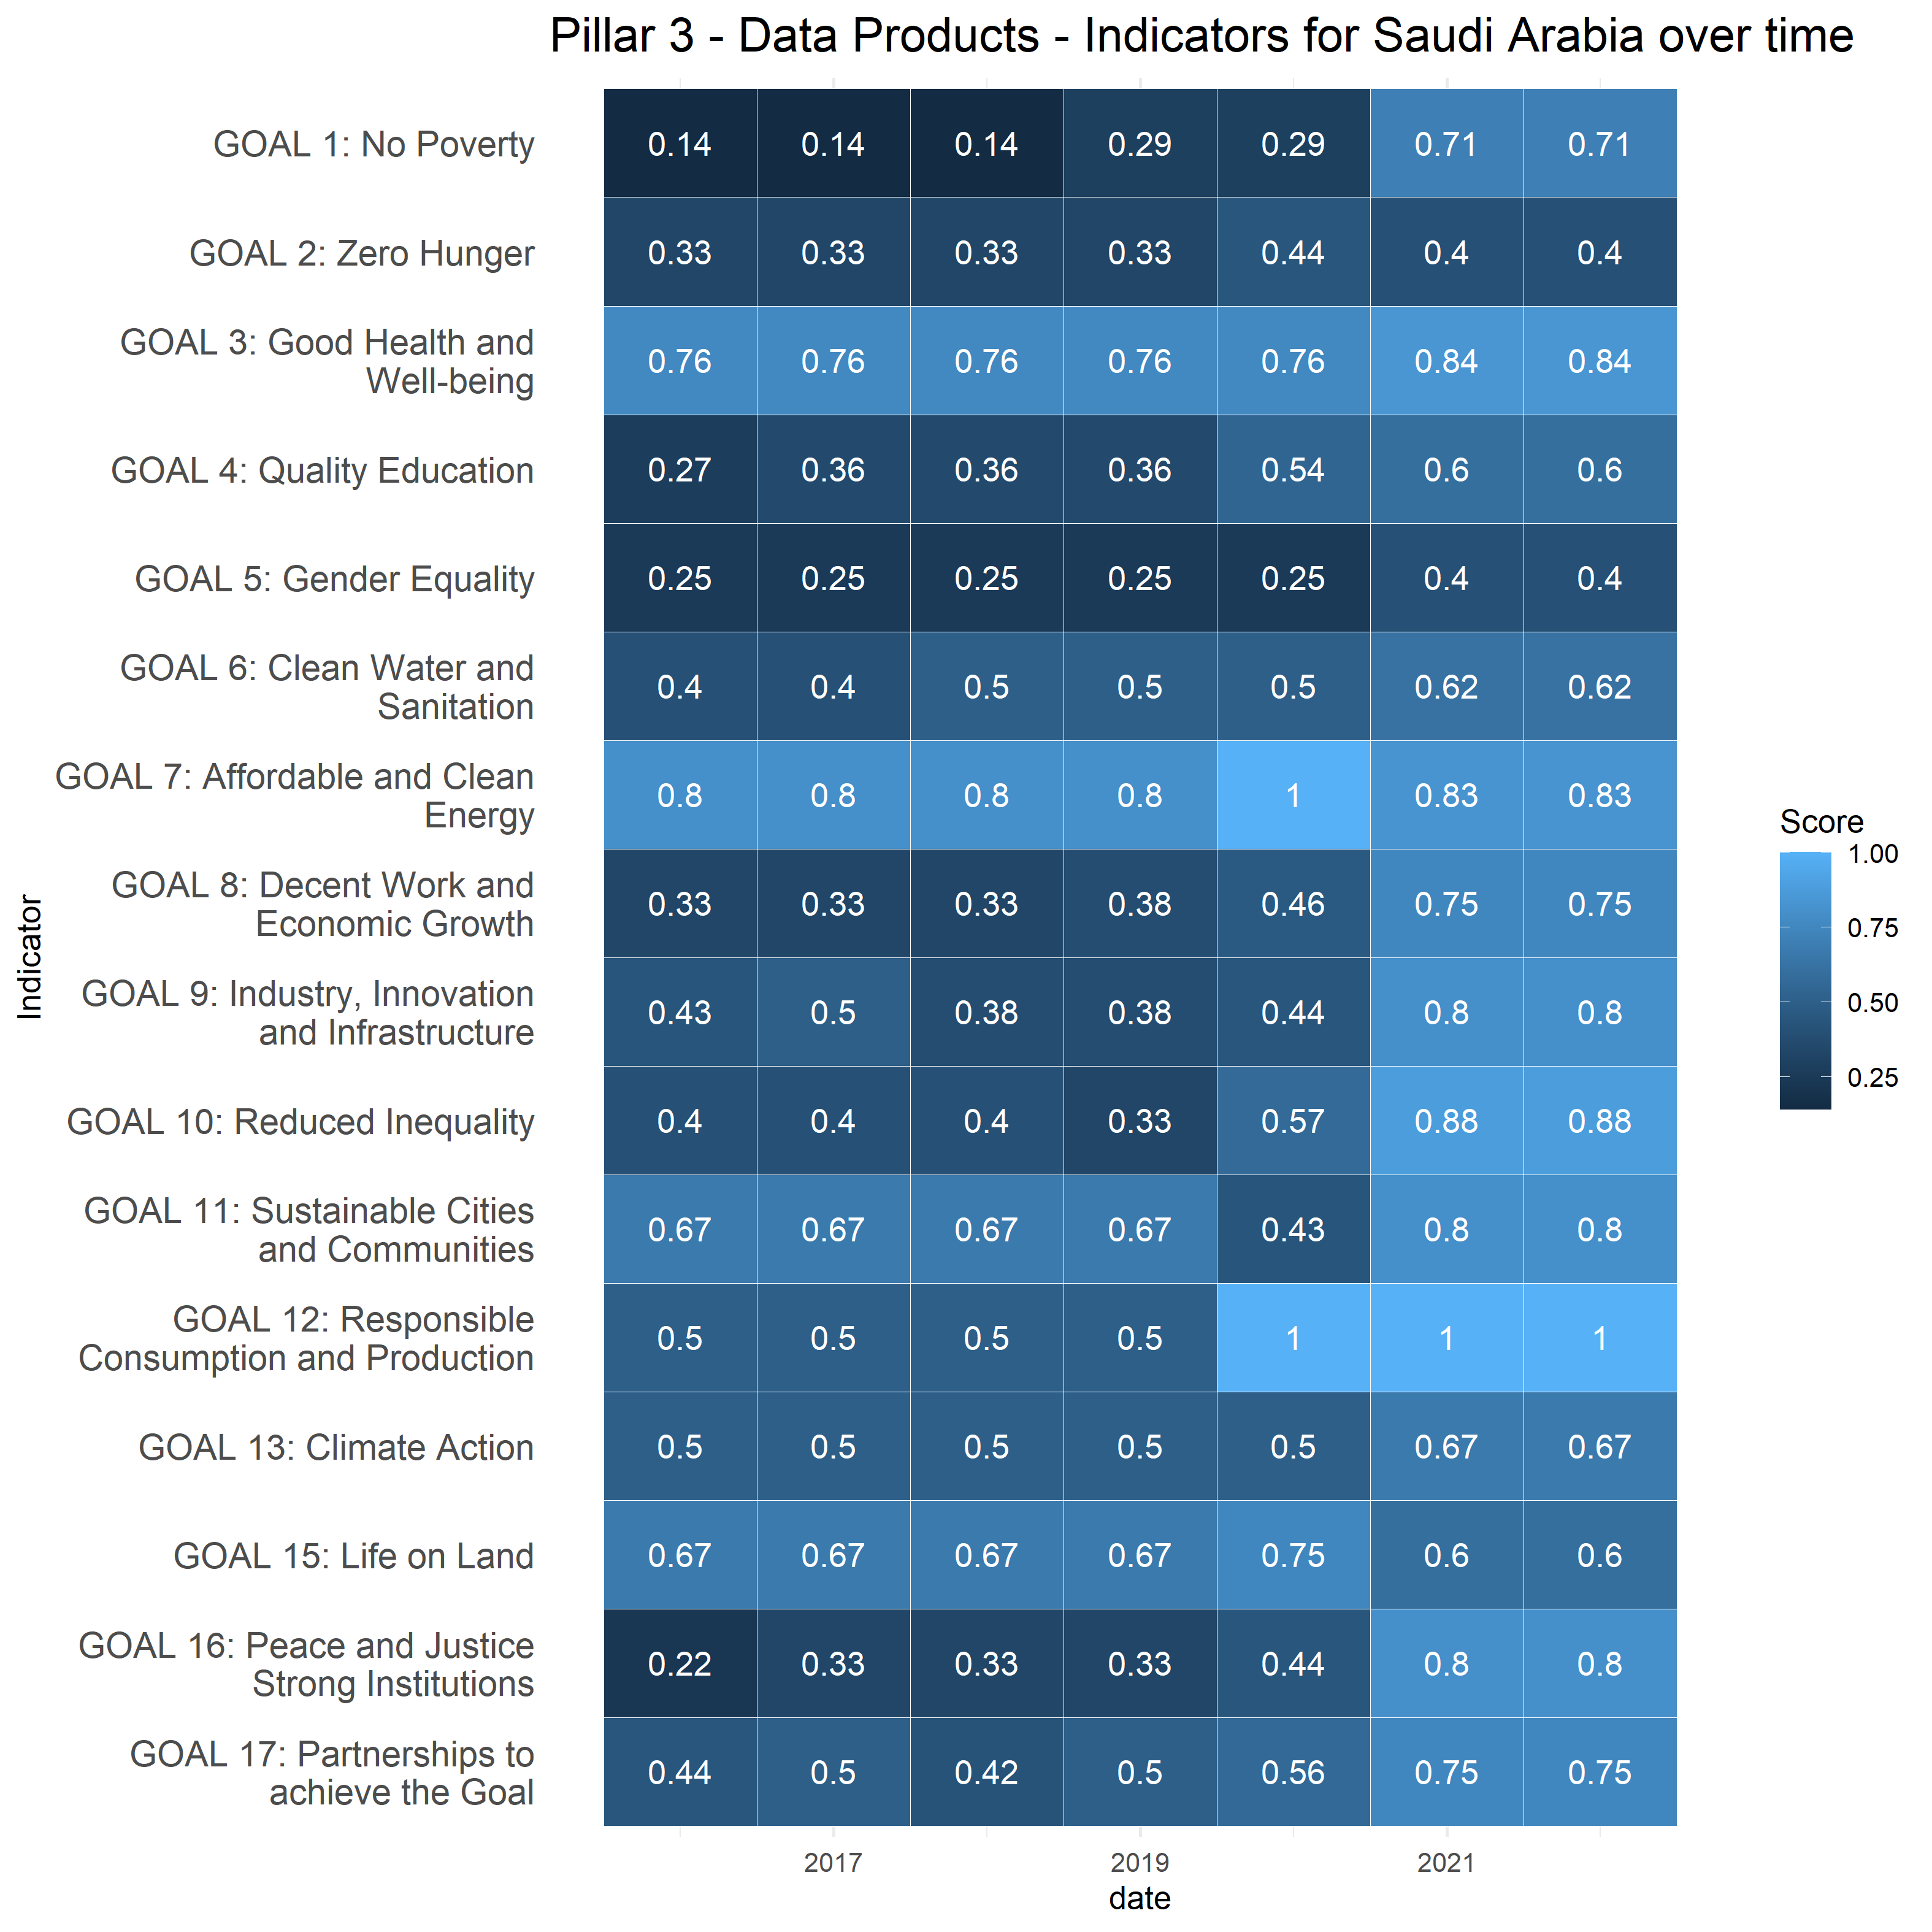 Pillar 3 - Data Products - Indicators for Saudi Arabia over time
GOAL 1: No Poverty
0.14 0.14 0.14 0.29 0.29 0.71 0.71
GOAL 2: Zero Hunger
0.33 0.33 0.33 0.33 0.44 0.4 0.4
GOAL 3: Good Health and
Well-being
0.76 0.76 0.76 0.76 0.76 0.84 0.84
GOAL 4: Quality Education
0.27 0.36 0.36 0.36 0.54 0.6 0.6
GOAL 5: Gender Equality
0.25 0.25 0.25 0.25 0.25 0.4 0.4
GOAL 6: Clean Water and
Sanitation
0.4 0.4 0.5 0.5 0.5 0.62 0.62
GOAL 7: Affordable and Clean
Energy
0.8 0.8 0.8 0.8 1 0.83 0.83
GOAL 8: Decent Work and
Economic Growth
0.33 0.33 0.33 0.38 0.46 0.75 0.75
GOAL 9: Industry, Innovation
and Infrastructure
0.43 0.5 0.38 0.38 0.44 0.8 0.8
GOAL 10: Reduced Inequality
0.4 0.4 0.4 0.33 0.57 0.88 0.88
GOAL 11: Sustainable Cities
and Communities
0.67 0.67 0.67 0.67 0.43 0.8 0.8
GOAL 12: Responsible
Consumption and Production
0.5 0.5 0.5 0.5 1 1 1
GOAL 13: Climate Action
0.5 0.5 0.5 0.5 0.5 0.67 0.67
GOAL 15: Life on Land
0.67 0.67 0.67 0.67 0.75 0.6 0.6
GOAL 16: Peace and Justice
Strong Institutions
0.22 0.33 0.33 0.33 0.44 0.8 0.8
GOAL 17: Partnerships to
achieve the Goal
0.44 0.5 0.42 0.5 0.56 0.75 0.75
2017 2019 2021
date
Indicator
Score
1.00
0.75
0.50
0.25